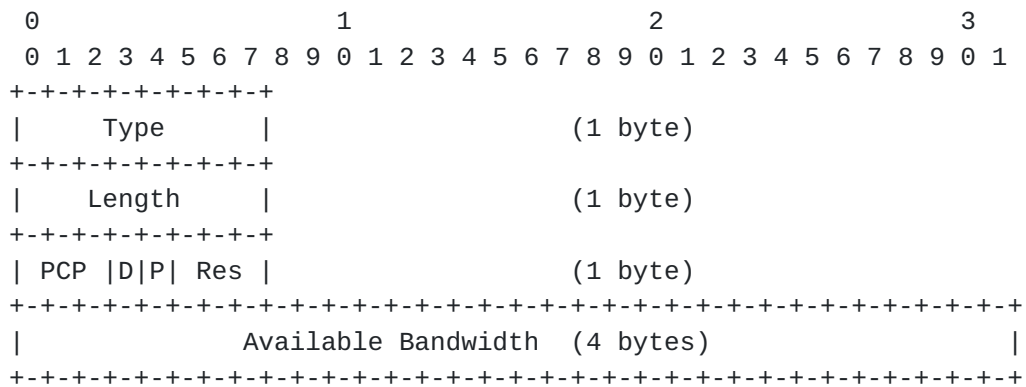 0                   1                   2                   3
0 1 2 3 4 5 6 7 8 9 0 1 2 3 4 5 6 7 8 9 0 1 2 3 4 5 6 7 8 9 0 1
+-+-+-+-+-+-+-+-+
|     Type      |                   (1 byte)
+-+-+-+-+-+-+-+-+
|    Length     |                   (1 byte)
+-+-+-+-+-+-+-+-+
| PCP |D|P| Res |                   (1 byte)
+-+-+-+-+-+-+-+-+-+-+-+-+-+-+-+-+-+-+-+-+-+-+-+-+-+-+-+-+-+-+-+-+
|              Available Bandwidth  (4 bytes)                   |
+-+-+-+-+-+-+-+-+-+-+-+-+-+-+-+-+-+-+-+-+-+-+-+-+-+-+-+-+-+-+-+-+